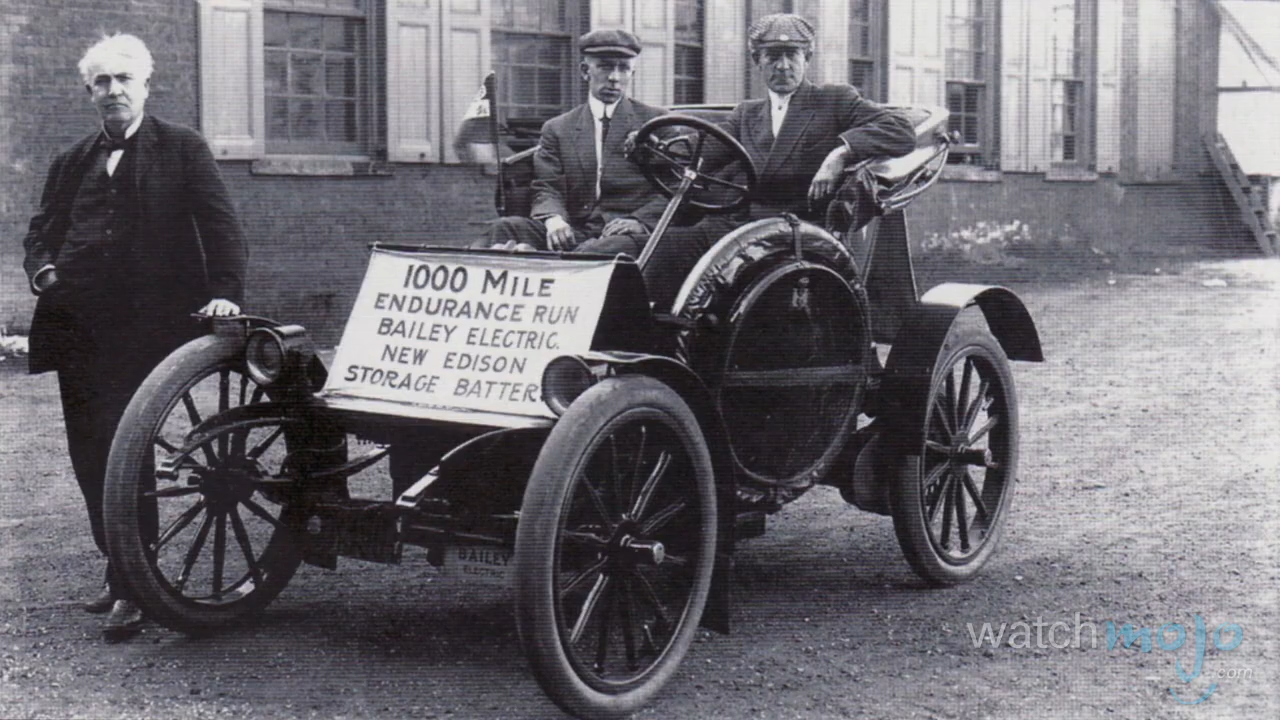 1000 MILE
ENDURANCE RUN
BAILEY ELECTRIC.
NEW EDISON
STORAGE BATTER
BAILEY
watchmojo
.com